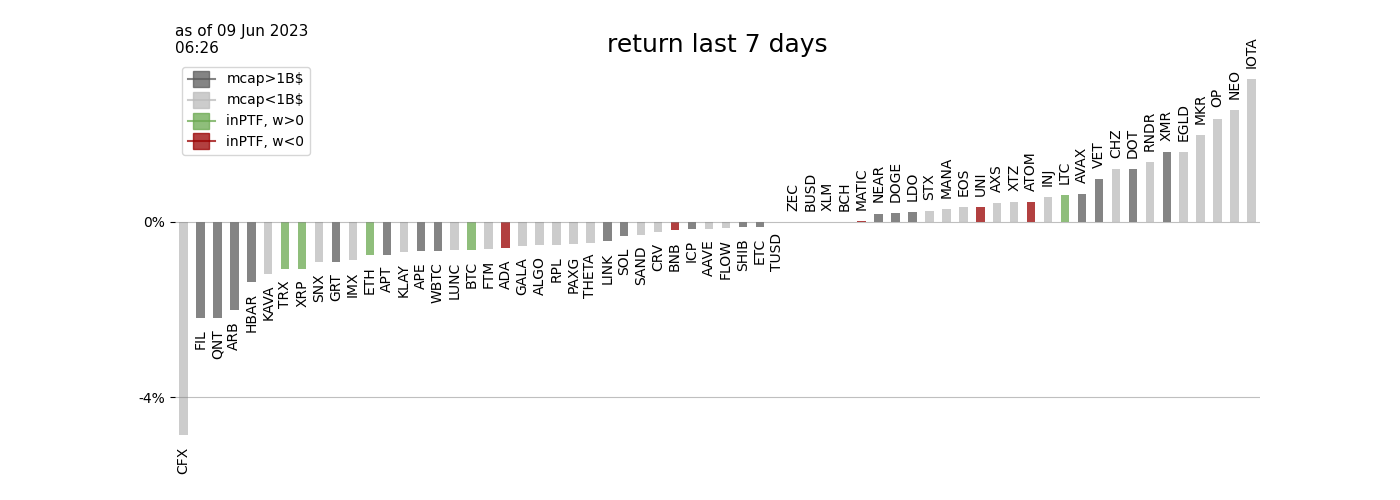 as of 09 Jun 2023
06:26
return last 7 days
mcap>1B$
mcap<1B$
inPTF, w>0
inPTF, w<0
0%
-4%
CFX
FIL
QNT
ARB
HBAR
KAVA
TRX
XRP
SNX
GRT
IMX
ETH
APT
KLAY
APE
WBTC
LUNC
BTC
FTM
ADA
GALA
ALGO
RPL
PAXG
THETA
LINK
SOL
SAND
CRV
BNB
ICP
AAVE
FLOW
SHIB
ETC
TUSD
ZEC
BUSD
XLM
BCH
MATIC
NEAR
DOGE
LDO
STX
MANA
EOS
UNI
AXS
XTZ
ATOM
INJ
LTC
AVAX
VET
CHZ
DOT
RNDR
XMR
EGLD
MKR
OP
NEO
IOTA